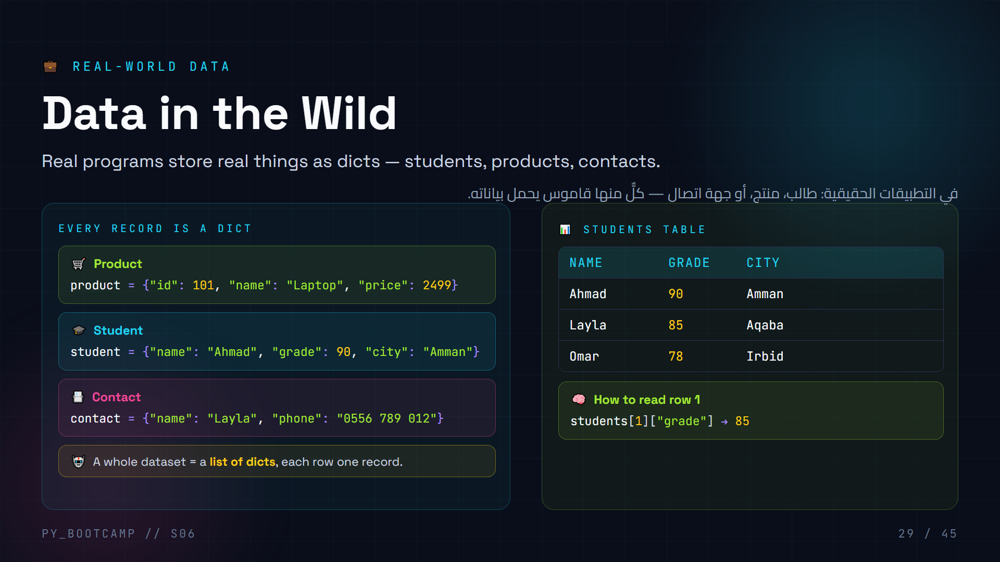 REAL-WORLD DATA
Data in the Wild
Real programs store real things as dicts — students, products, contacts.
في التطبيقات الحقيقية: طالب، منتج، أو جهة اتصال — كلٌّ منها قاموس يحمل بياناته.
EVERY RECORD IS A DICT
Product
product = {"id": 101, "name": "Laptop", "price": 2499}
Student
student = {"name": "Ahmad", "grade": 90, "city": "Amman"}
Contact
contact = {"name": "Layla", "phone": "0556 789 012"}
A whole dataset = a list of dicts, each row one record.
STUDENTS TABLE
NAME GRADE CITY
Ahmad 90 Amman
Layla 85 Aqaba
Omar 78 Irbid
How to read row 1
students[1]["grade"] → 85
PY_BOOTCAMP // S06
29 / 45